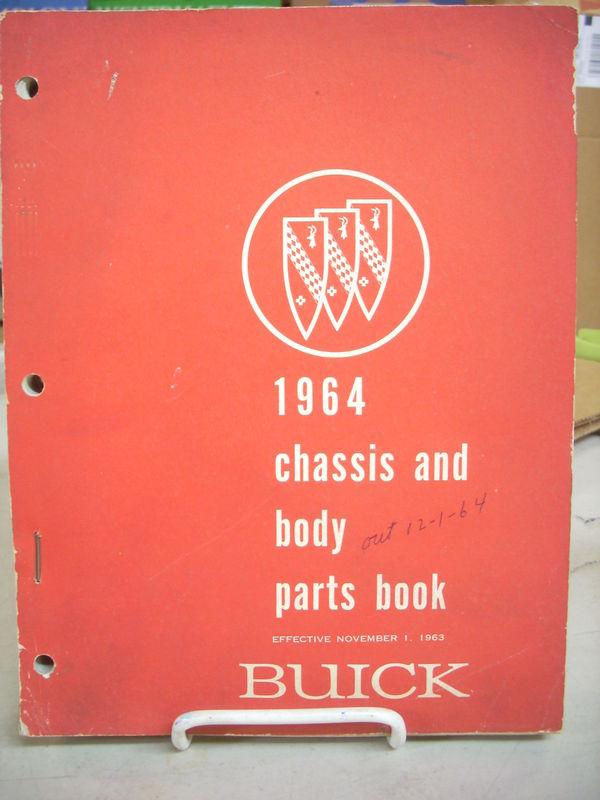 1964
chassis and
body
out 12-1-64
parts book
EFFECTIVE NOVEMBER 1, 1963
BUICK